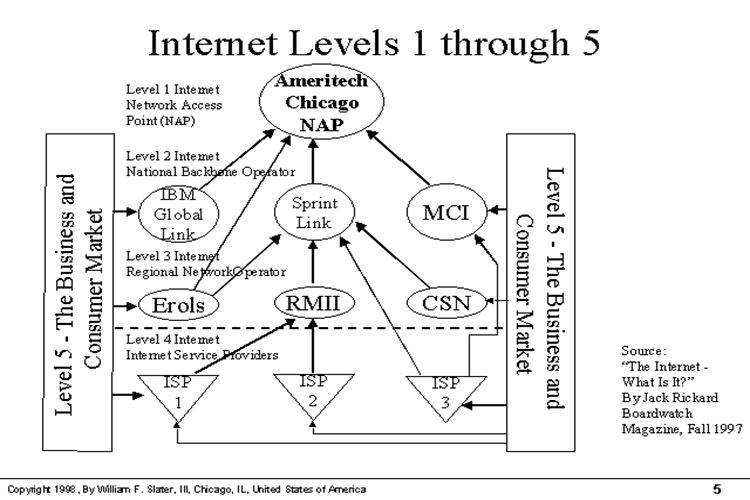 Internet Levels 1 through 5
Level 1 Internet
Network Access
Point (NAP)
Ameritech
Chicago
NAP
Level 2 Internet
National Backbone Operator
IBM
Global
Link
Sprint
Link
MCI
Level 3 Internet
Regional NetworkOperator
Erols
RMII
CSN
Level 4 Internet
Internet Service Providers
ISP
1
ISP
2
ISP
3
Level 5 - The Business and
Consumer Market
Level 5 - The Business and
Consumer Market
Source:
“The Internet -
What Is It?”
By Jack Rickard
Boardwatch
Magazine, Fall 1997
Copyright 1998, By William F. Slater, III, Chicago, IL, United States of America
5